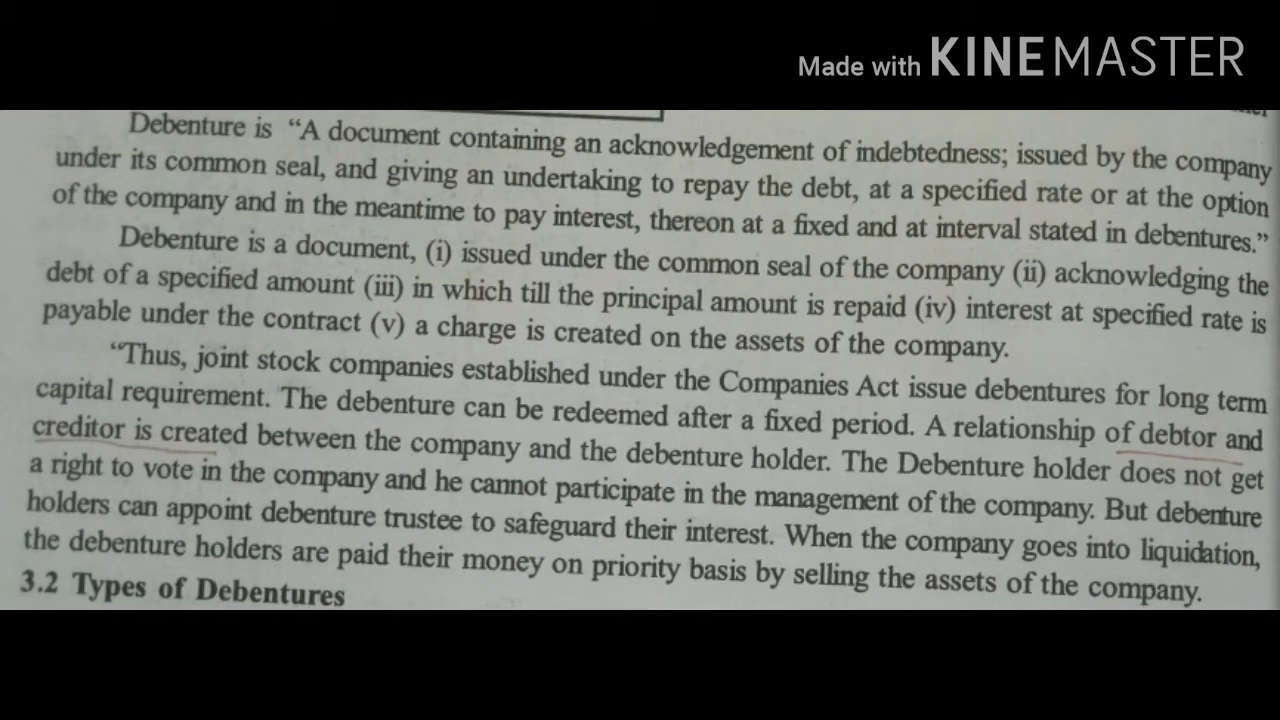 Made with KINEMASTER
Debenture is “A document containing an acknowledgement of indebtedness; issued by the company
under its common seal, and giving an undertaking to repay the debt, at a specified rate or at the option
of the company and in the meantime to pay interest, thereon at a fixed and at interval stated in debentures.”
Debenture is a document, (i) issued under the common seal of the company (ii) acknowledging the
debt of a specified amount (iii) in which till the principal amount is repaid (iv) interest at specified rate is
payable under the contract (v) a charge is created on the assets of the company.
“Thus, joint stock companies established under the Companies Act issue debentures for long term
capital requirement. The debenture can be redeemed after a fixed period. A relationship of debtor and
creditor is created between the company and the debenture holder. The Debenture holder does not get
a right to vote in the company and he cannot participate in the management of the company. But debenture
holders can appoint debenture trustee to safeguard their interest. When the company goes into liquidation,
the debenture holders are paid their money on priority basis by selling the assets of the company.
3.2 Types of Debentures